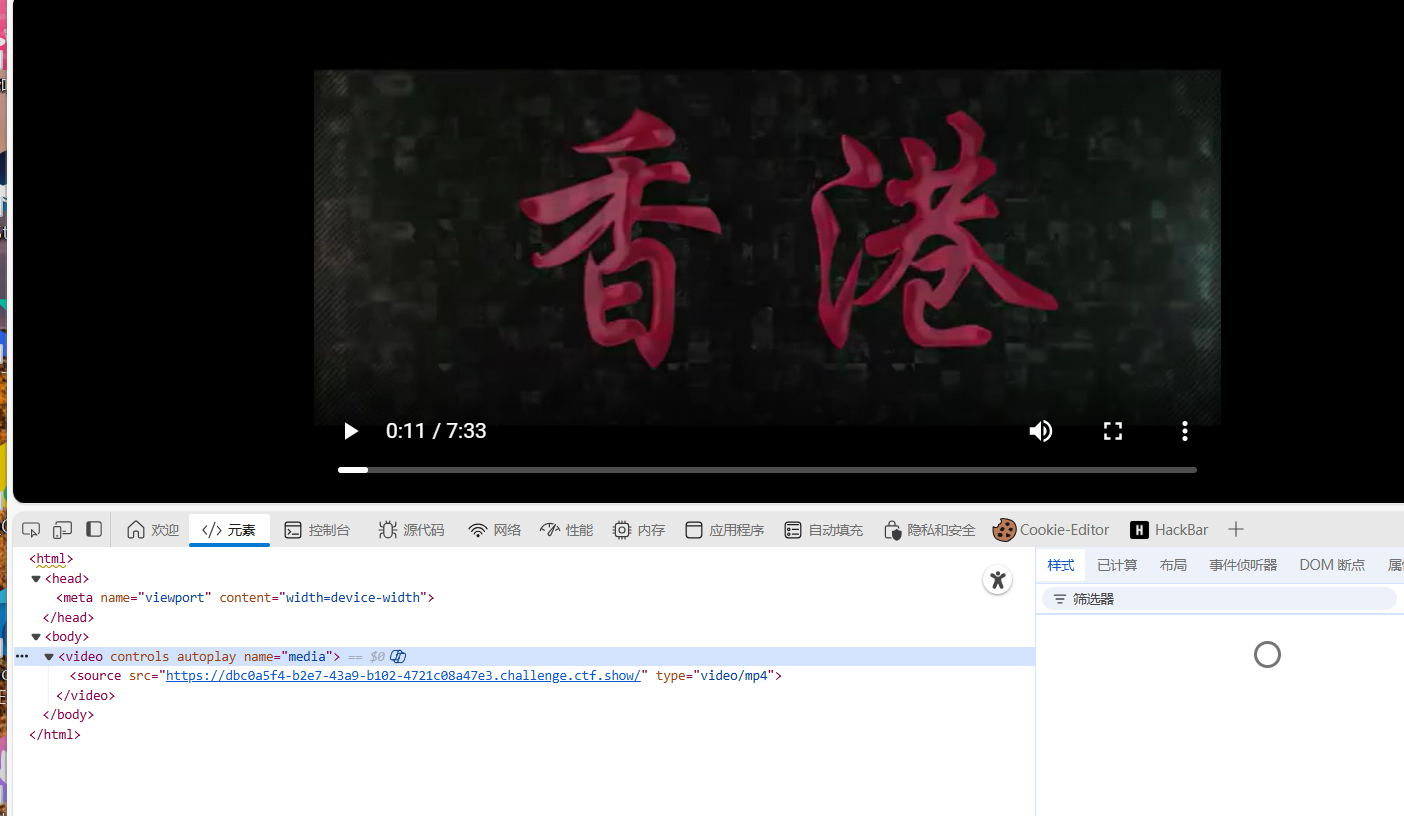 香港
0:11 / 7:33
欢迎 元素 控制台 源代码 网络 性能 内存 应用程序 自动填充 隐私和安全 Cookie-Editor H HackBar
<html>
<head>
<meta name="viewport" content="width=device-width">
</head>
<body>
<video controls autoplay name="media"> == $0
<source src="https://dbc0a5f4-b2e7-43a9-b102-4721c08a47e3.challenge.ctf.show/" type="video/mp4">
</video>
</body>
</html>
样式 已计算 布局 事件侦听器 DOM 断点
筛选器